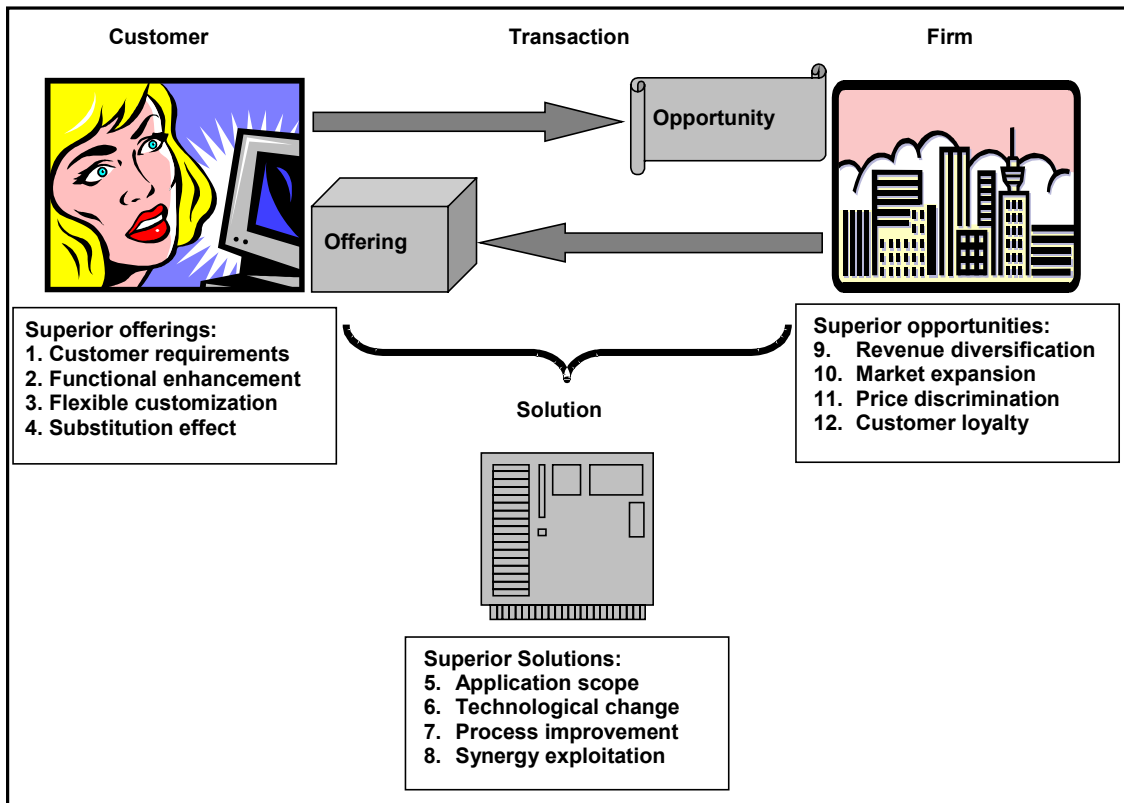 Customer
Transaction
Firm
Opportunity
Offering
Superior offerings:
1. Customer requirements
2. Functional enhancement
3. Flexible customization
4. Substitution effect
Superior opportunities:
9. Revenue diversification
10. Market expansion
11. Price discrimination
12. Customer loyalty
Solution
Superior Solutions:
5. Application scope
6. Technological change
7. Process improvement
8. Synergy exploitation